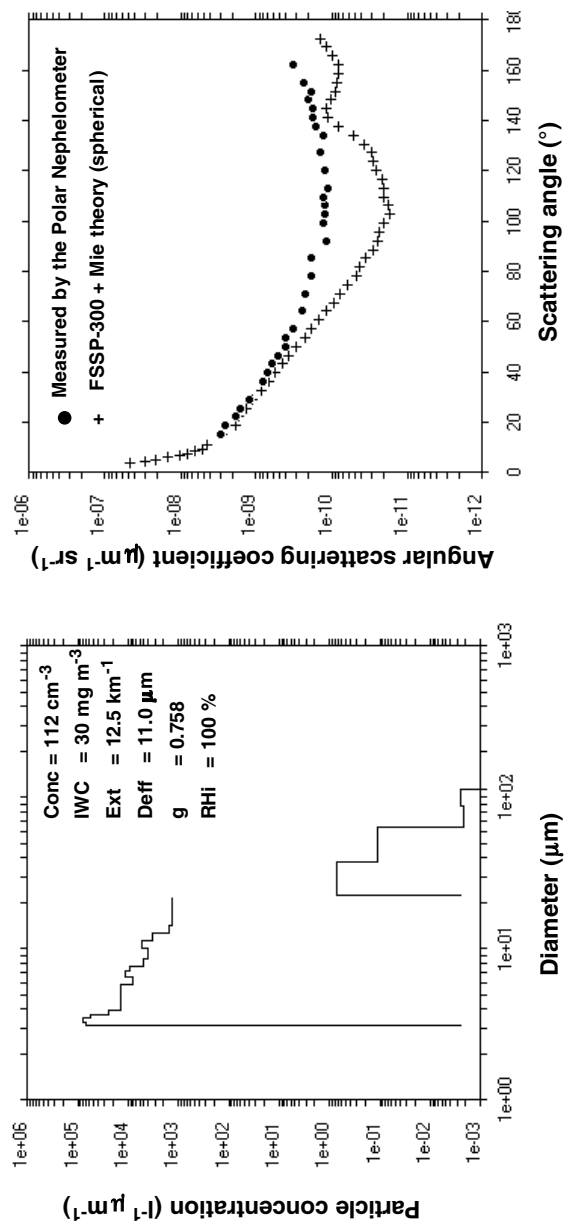 1e-06
1e-07
1e-08
1e-09
1e-10
1e-11
1e-12
Angular scattering coefficient (μm⁻¹ sr⁻¹)
● Measured by the Polar Nephelometer
+ FSSP-300 + Mie theory (spherical)
0
20
40
60
80
100
120
140
160
180
Scattering angle (°)
1e+06
1e+05
1e+04
1e+03
1e+02
1e+01
1e+00
1e-01
1e-02
1e-03
Particle concentration (l⁻¹ μm⁻¹)
Conc = 112 cm⁻³
IWC = 30 mg m⁻³
Ext = 12.5 km⁻¹
Deff = 11.0 μm
g = 0.758
RHi = 100 %
1e+00
1e+01
1e+02
1e+03
Diameter (μm)